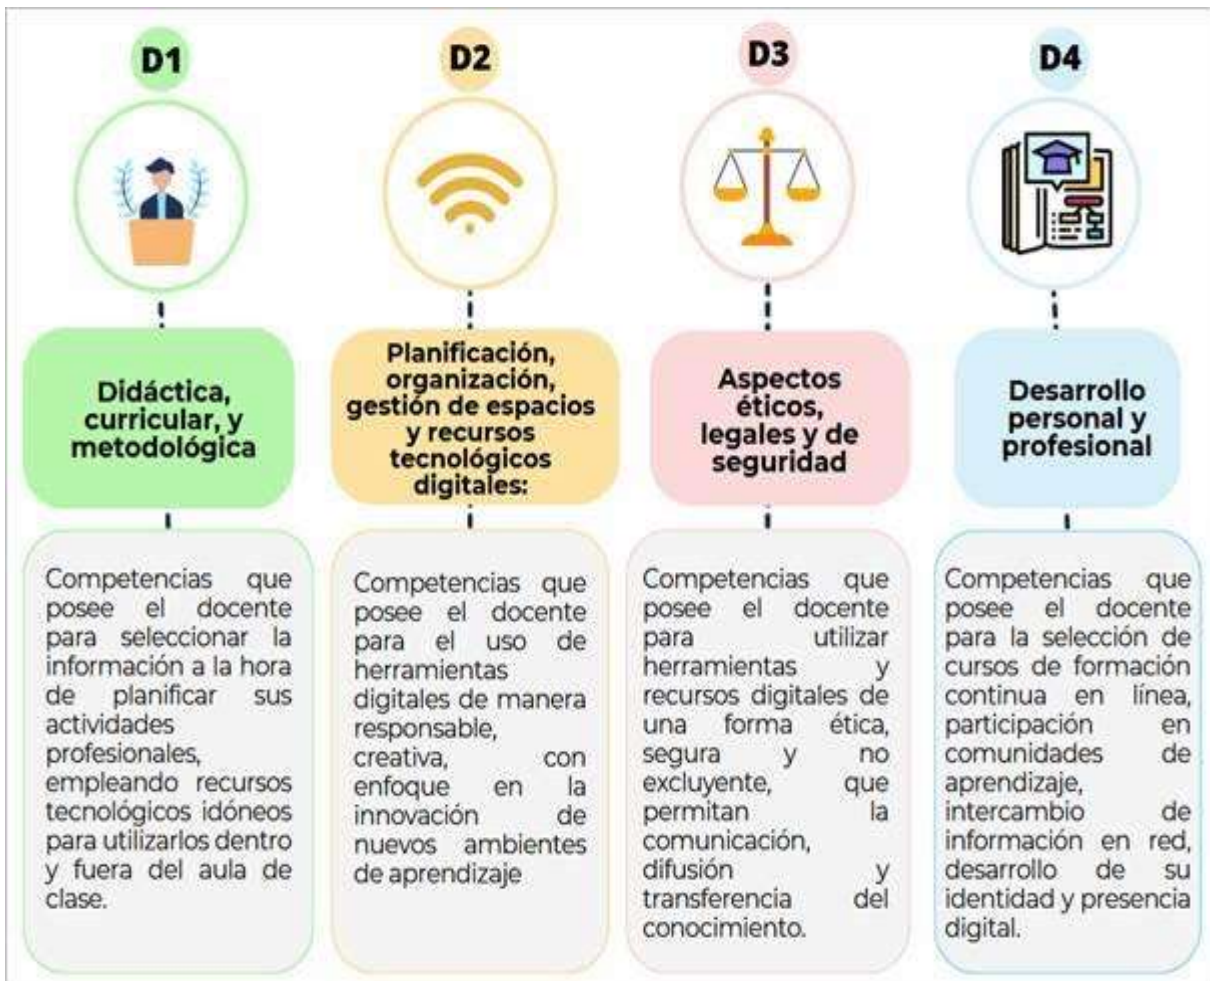 D1
Didáctica,
curricular, y
metodológica
Competencias que
posee el docente
para seleccionar la
información a la hora
de planificar sus
actividades
profesionales,
empleando recursos
tecnológicos idóneos
para utilizarlos dentro
y fuera del aula de
clase.
D2
Planificación,
organización,
gestión de espacios
y recursos
tecnológicos
digitales:
Competencias que
posee el docente
para el uso de
herramientas
digitales de manera
responsable,
creativa, con
enfoque en la
innovación de
nuevos ambientes
de aprendizaje
D3
Aspectos
éticos,
legales y de
seguridad
Competencias que
posee el docente
para utilizar
herramientas y
recursos digitales de
una forma ética,
segura y no
excluyente, que
permitan la
comunicación,
difusión y
transferencia del
conocimiento.
D4
Desarrollo
personal y
profesional
Competencias que
posee el docente
para la selección de
cursos de formación
continua en línea,
participación en
comunidades de
aprendizaje,
intercambio de
información en red,
desarrollo de su
identidad y presencia
digital.